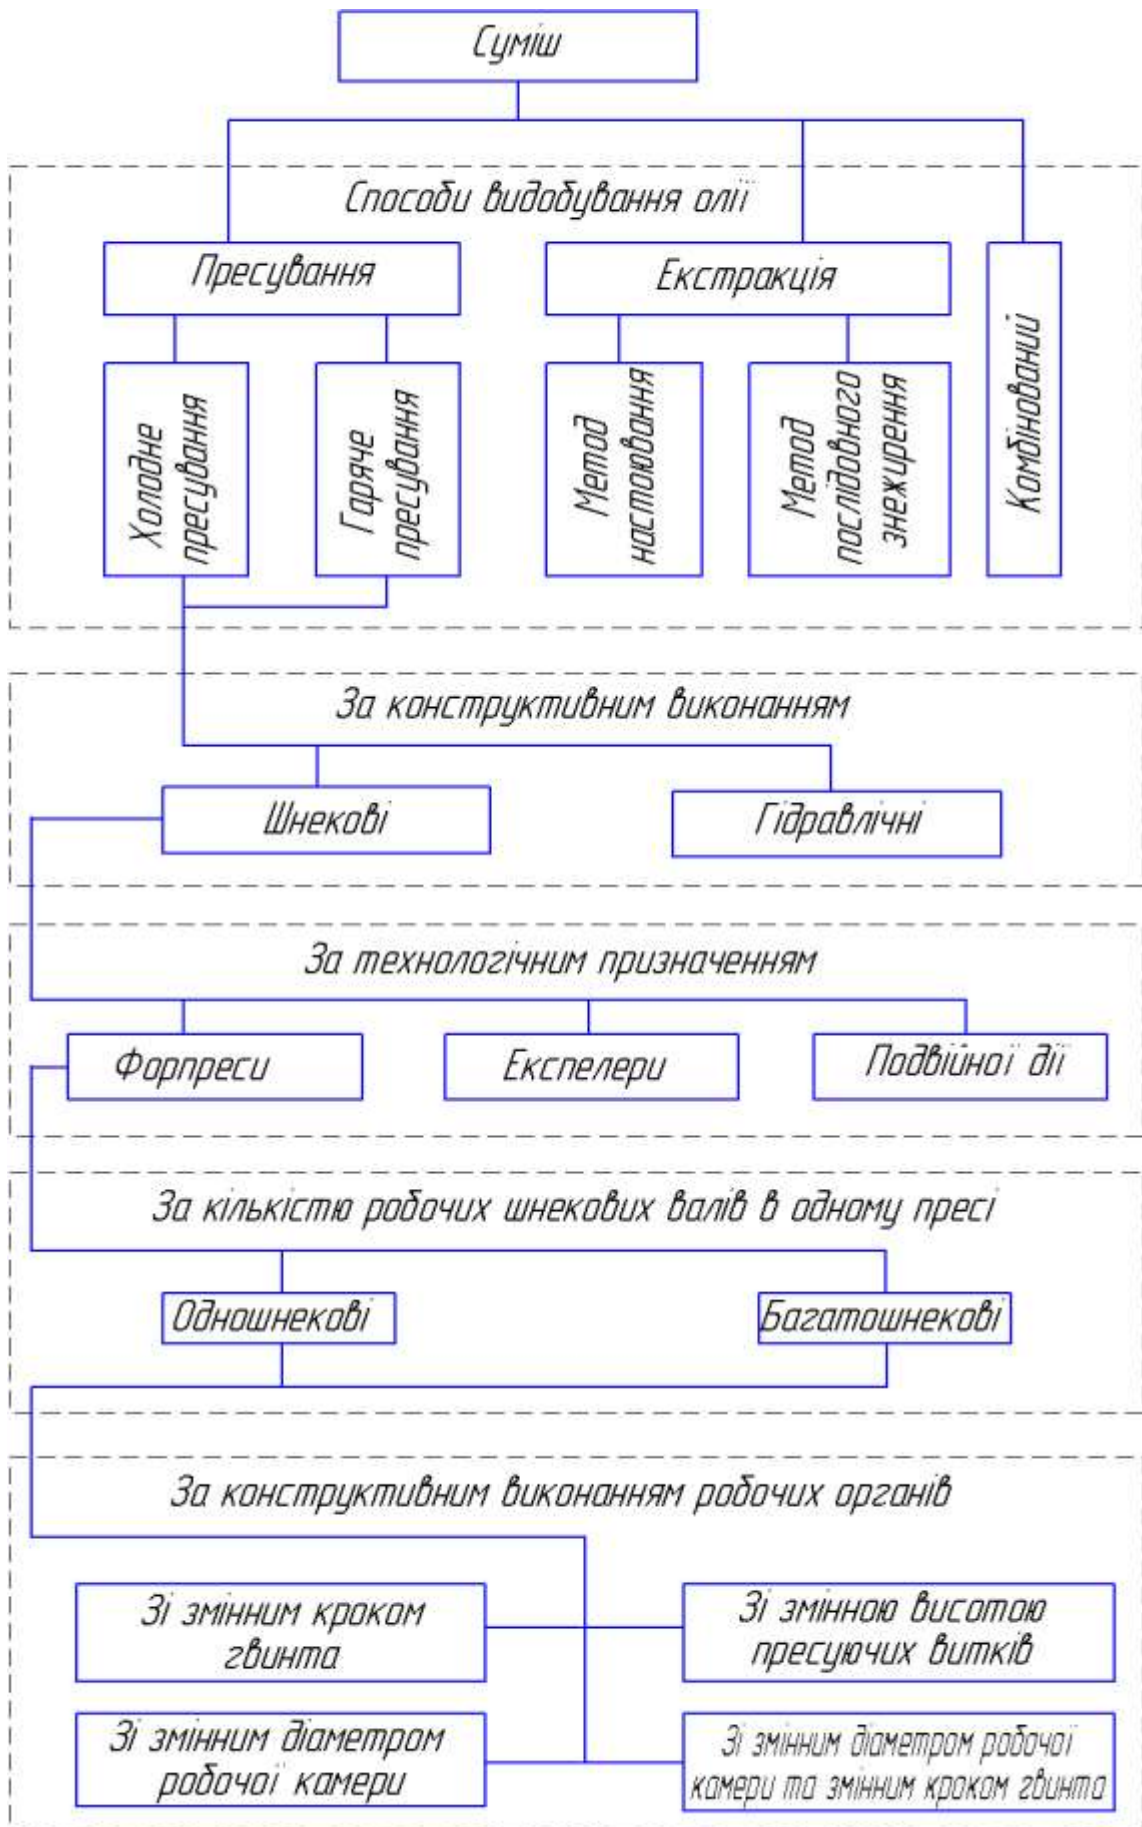 Суміш
Способи видобування олії
Пресування
Екстракція
Комбінований
Холодне
пресування
Гаряче
пресування
Метод
настоювання
Метод
послідовного
знежирення
За конструктивним виконанням
Шнекові
Гідравлічні
За технологічним призначенням
Форпреси
Експелери
Подвійної дії
За кількістю робочих шнекових валів в одному пресі
Одношнекові
Багатошнекові
За конструктивним виконанням робочих органів
Зі змінним кроком
гвинта
Зі змінною висотою
пресуючих витків
Зі змінним діаметром
робочої камери
Зі змінним діаметром робочої
камери та змінним кроком гвинта